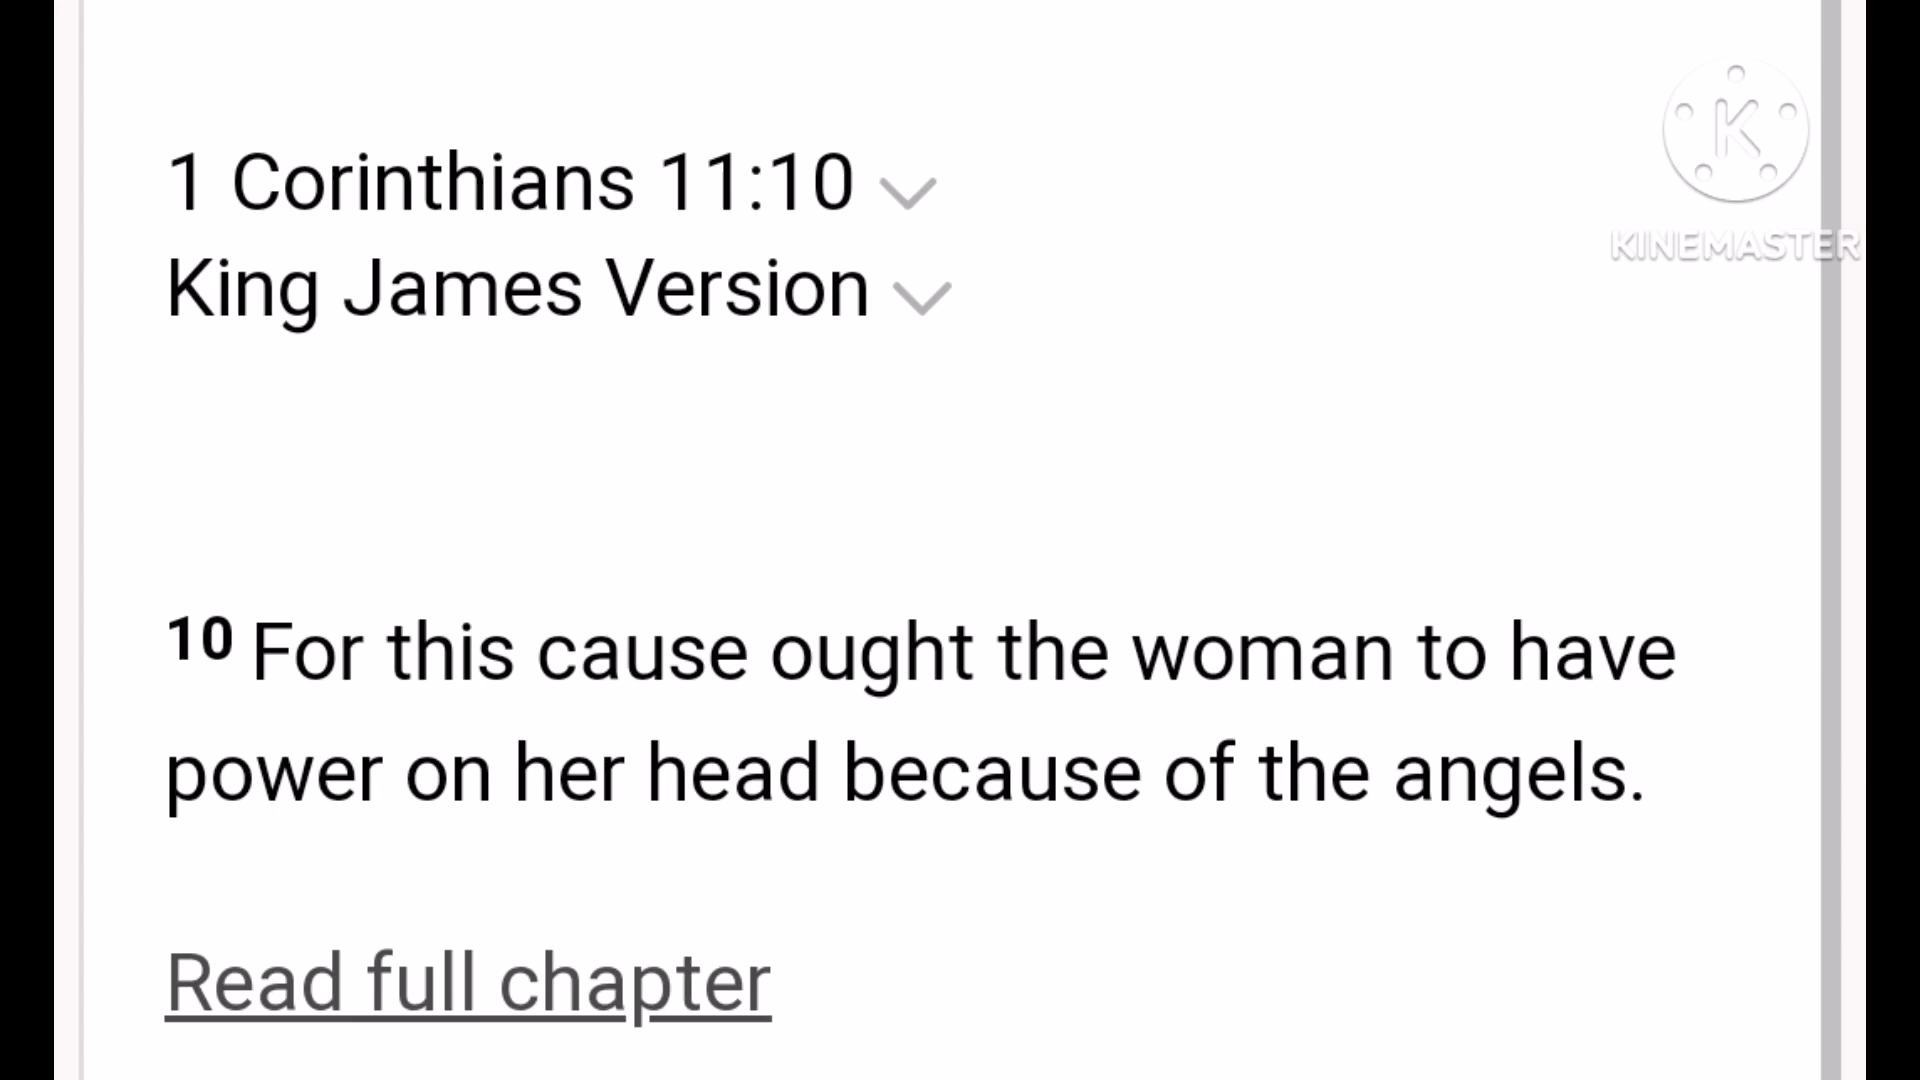 1 Corinthians 11:10
King James Version
K
KINEMASTER
10 For this cause ought the woman to have
power on her head because of the angels.
Read full chapter